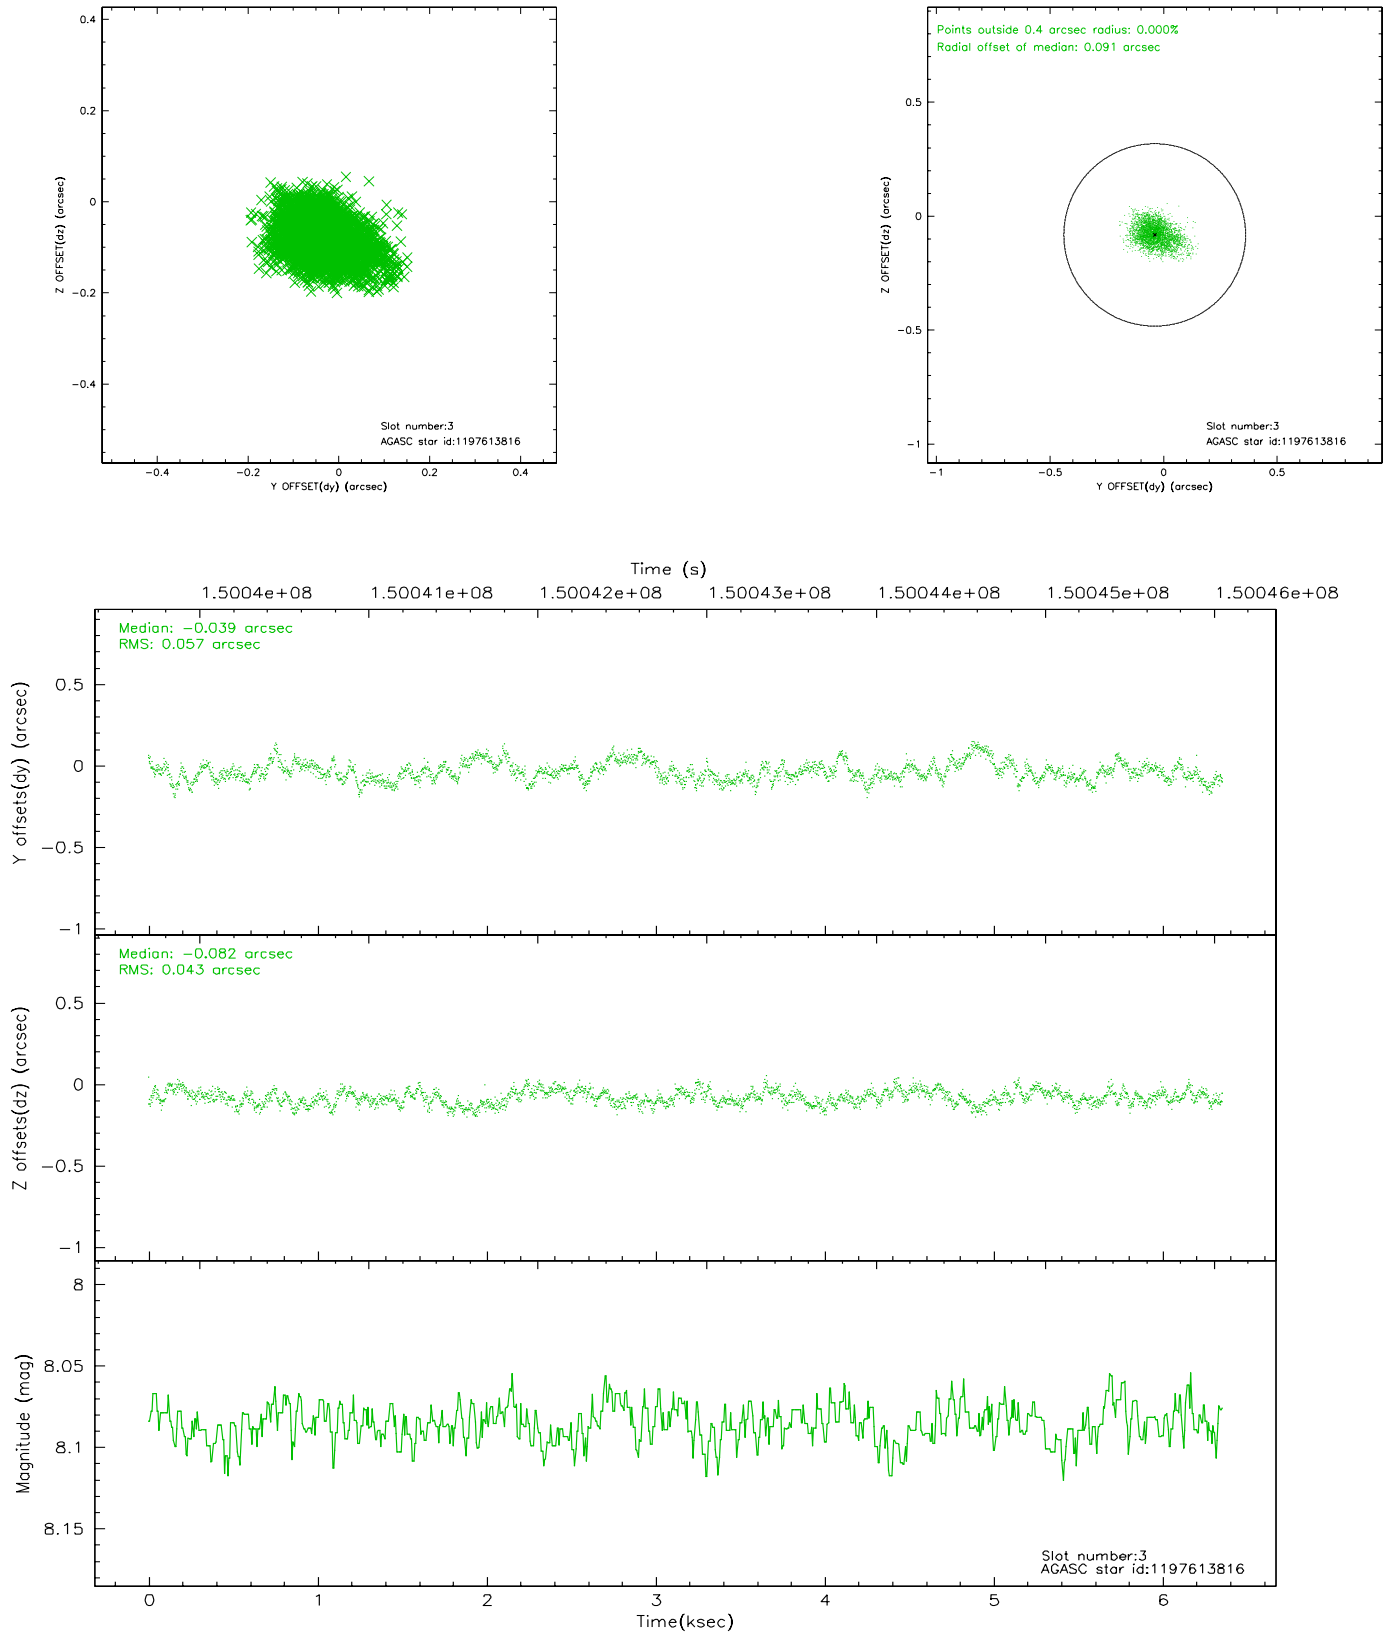 0.4
0.2
0
−0.2
−0.4
Z OFFSET(dz) (arcsec)
Slot number:3
AGASC star id:1197613816
−0.4 −0.2 0 0.2 0.4
Y OFFSET(dy) (arcsec)
Points outside 0.4 arcsec radius: 0.000%
Radial offset of median: 0.091 arcsec
0.5
0
−0.5
−1
Z OFFSET(dz) (arcsec)
Slot number:3
AGASC star id:1197613816
−1 −0.5 0 0.5
Y OFFSET(dy) (arcsec)
Time (s)
1.5004e+08 1.50041e+08 1.50042e+08 1.50043e+08 1.50044e+08 1.50045e+08 1.50046e+08
Median: −0.039 arcsec
RMS: 0.057 arcsec
0.5
0
−0.5
−1
Y offsets(dy) (arcsec)
Median: −0.082 arcsec
RMS: 0.043 arcsec
0.5
0
−0.5
−1
Z offsets(dz) (arcsec)
8
8.05
8.1
8.15
Magnitude (mag)
Slot number:3
AGASC star id:1197613816
0 1 2 3 4 5 6
Time(ksec)